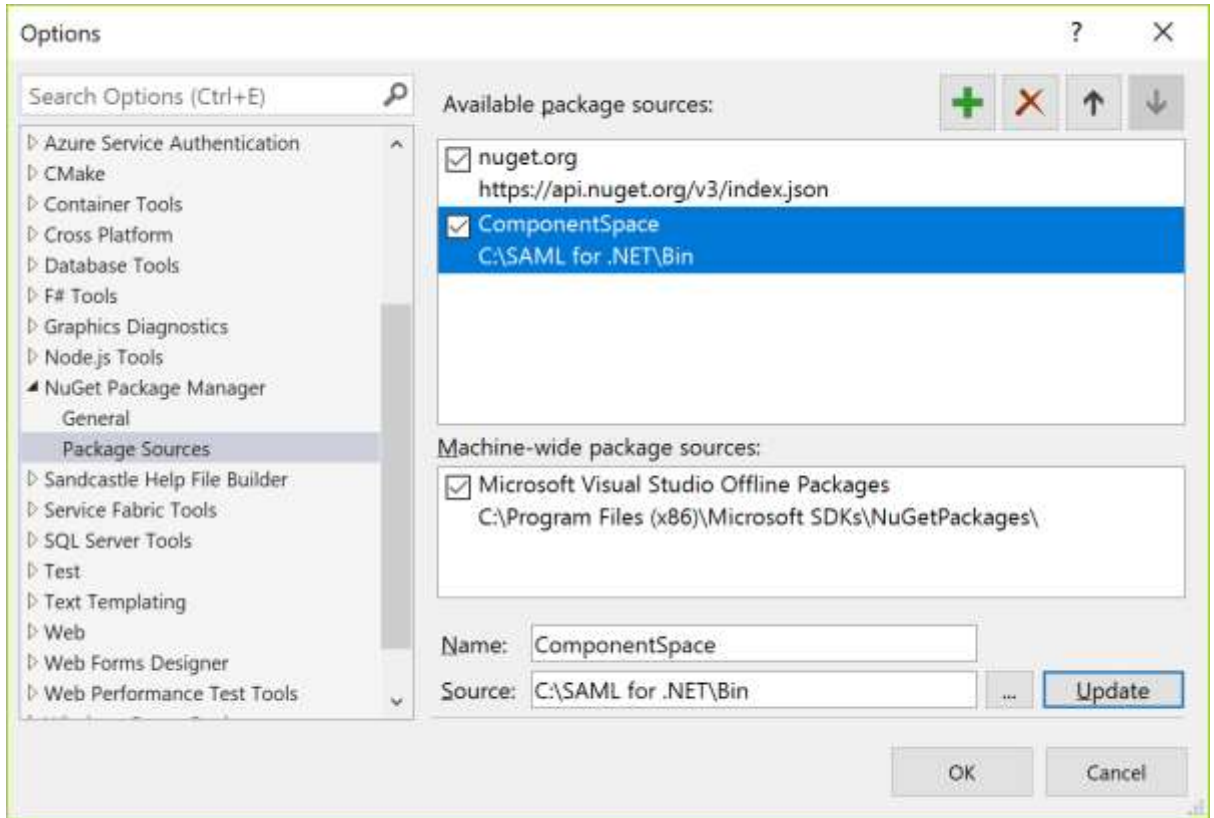 Options
?
Search Options (Ctrl+E)
Azure Service Authentication
CMake
Container Tools
Cross Platform
Database Tools
F# Tools
Graphics Diagnostics
Node.js Tools
NuGet Package Manager
General
Package Sources
Sandcastle Help File Builder
Service Fabric Tools
SQL Server Tools
Test
Text Templating
Web
Web Forms Designer
Web Performance Test Tools
Available package sources:
nuget.org
https://api.nuget.org/v3/index.json
ComponentSpace
C:\SAML for .NET\Bin
Machine-wide package sources:
Microsoft Visual Studio Offline Packages
C:\Program Files (x86)\Microsoft SDKs\NuGetPackages\
Name: ComponentSpace
Source: C:\SAML for .NET\Bin ... Update
OK Cancel